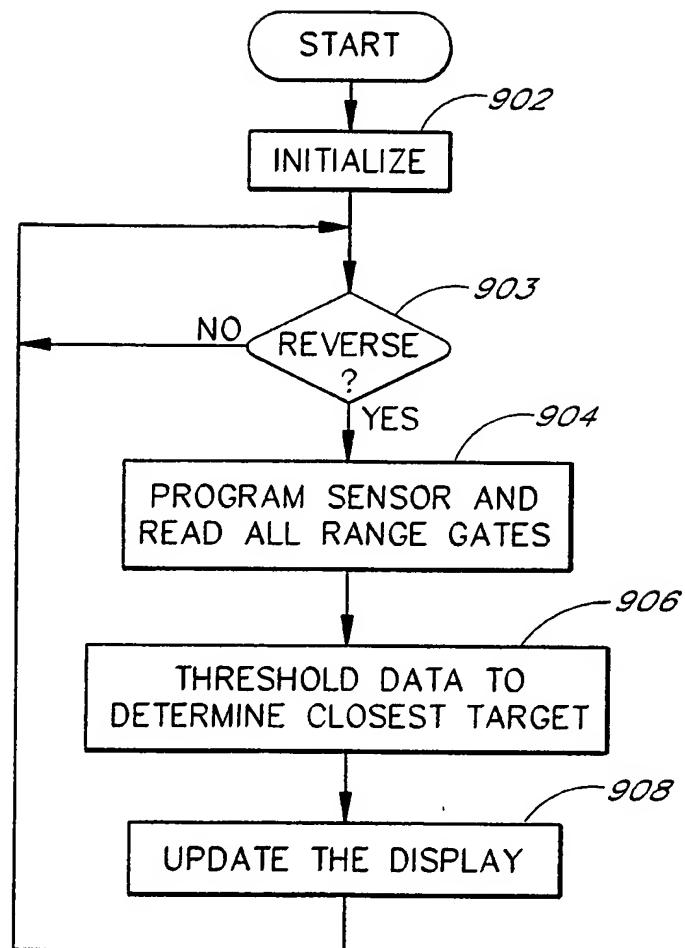 START
902
INITIALIZE
903
NO
REVERSE
?
YES
904
PROGRAM SENSOR AND
READ ALL RANGE GATES
906
THRESHOLD DATA TO
DETERMINE CLOSEST TARGET
908
UPDATE THE DISPLAY